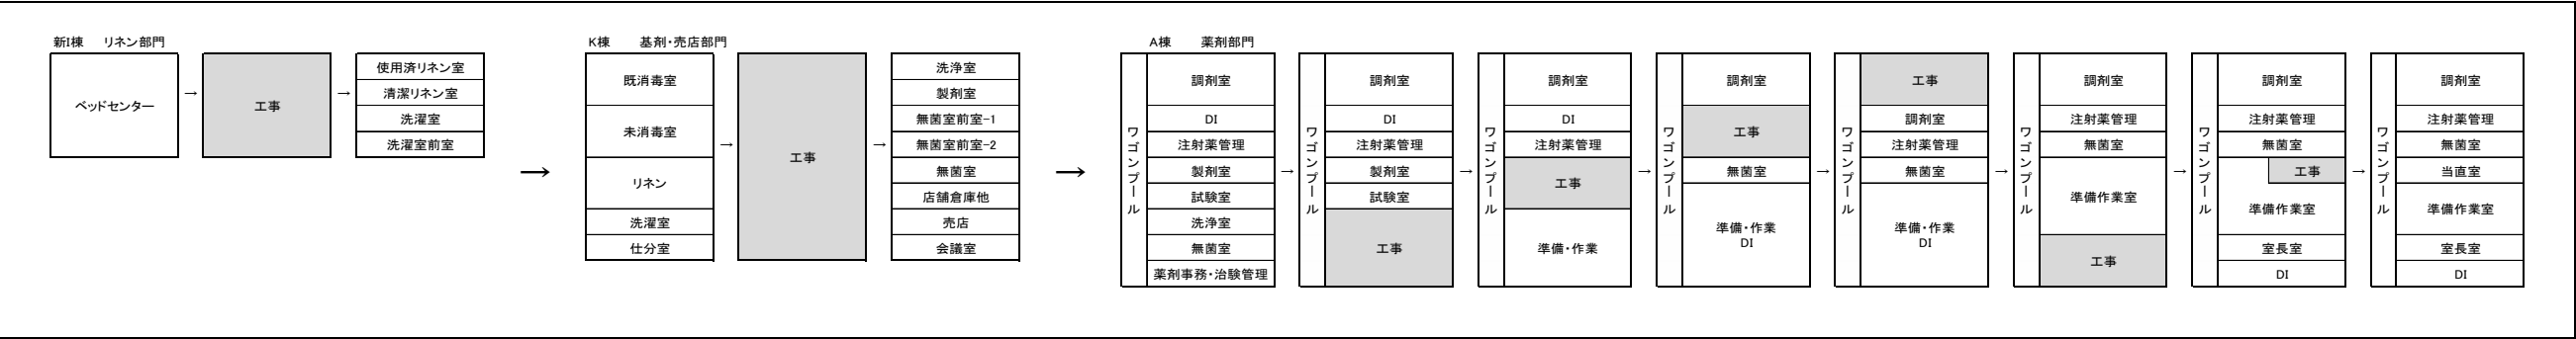 新I棟　リネン部門
ベッドセンター
→
工事
→
使用済リネン室
清潔リネン室
洗濯室
洗濯室前室
→
K棟　基剤・売店部門
既消毒室
未消毒室
リネン
洗濯室
仕分室
→
工事
→
洗浄室
製剤室
無菌室前室-1
無菌室前室-2
無菌室
店舗倉庫他
売店
会議室
→
A棟　薬剤部門
ワゴンプール
調剤室
DI
注射薬管理
製剤室
試験室
洗浄室
無菌室
薬剤事務・治験管理
→
ワゴンプール
調剤室
DI
注射薬管理
製剤室
試験室
工事
→
ワゴンプール
調剤室
DI
注射薬管理
工事
準備・作業
→
ワゴンプール
調剤室
工事
無菌室
準備・作業
DI
→
ワゴンプール
工事
調剤室
注射薬管理
無菌室
準備・作業
DI
→
ワゴンプール
調剤室
注射薬管理
無菌室
準備作業室
工事
→
ワゴンプール
調剤室
注射薬管理
無菌室
工事
準備作業室
室長室
DI
→
ワゴンプール
調剤室
注射薬管理
無菌室
当直室
準備作業室
室長室
DI